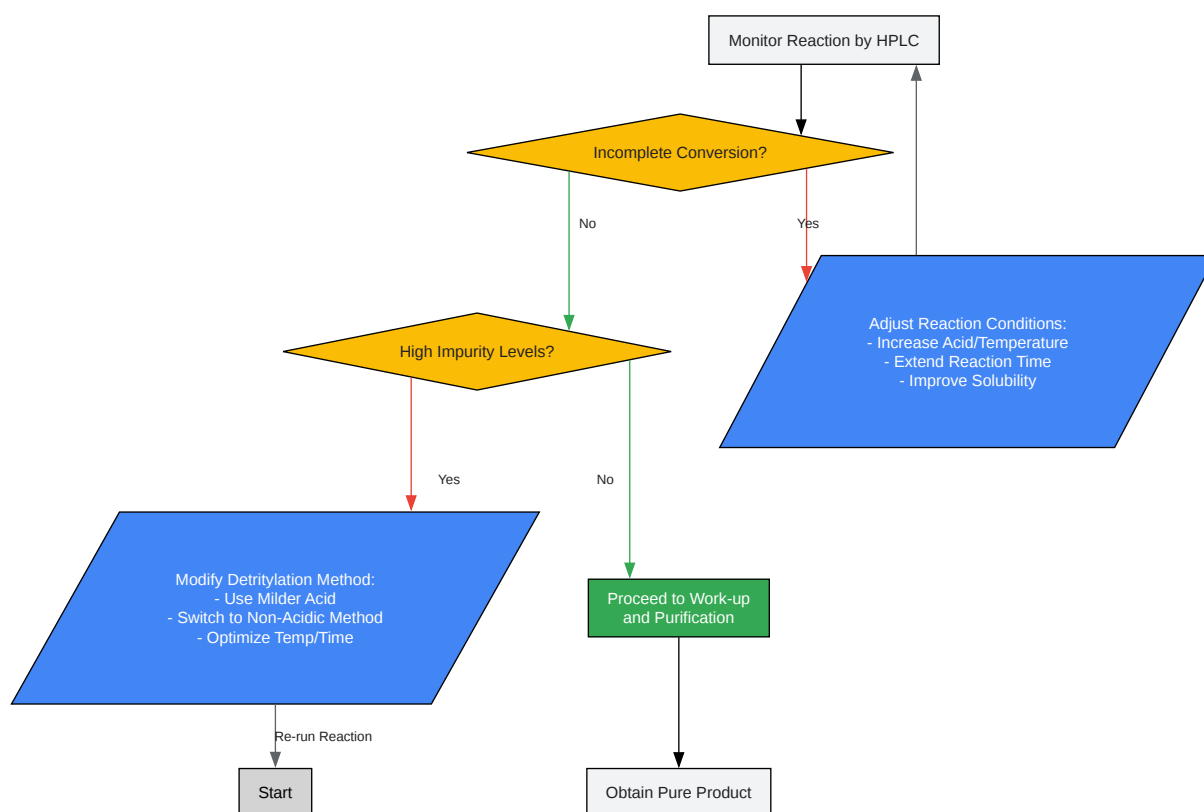 Monitor Reaction by HPLC
Incomplete Conversion?
No
Yes
Adjust Reaction Conditions:
- Increase Acid/Temperature
- Extend Reaction Time
- Improve Solubility
High Impurity Levels?
Yes
No
Modify Detritylation Method:
- Use Milder Acid
- Switch to Non-Acidic Method
- Optimize Temp/Time
Proceed to Work-up
and Purification
Re-run Reaction
Start
Obtain Pure Product